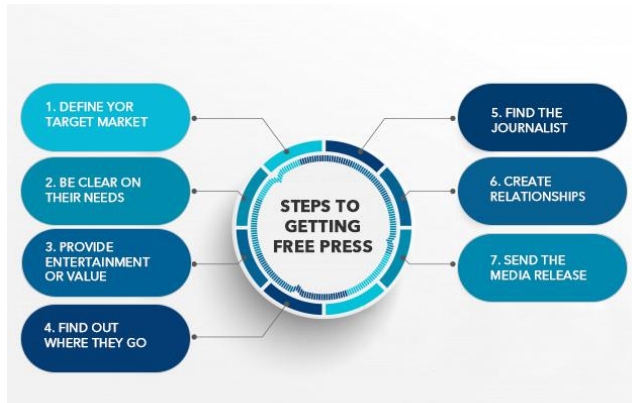 1. DEFINE YOR
TARGET MARKET
2. BE CLEAR ON
THEIR NEEDS
3. PROVIDE
ENTERTAINMENT
OR VALUE
4. FIND OUT
WHERE THEY GO
STEPS TO
GETTING
FREE PRESS
5. FIND THE
JOURNALIST
6. CREATE
RELATIONSHIPS
7. SEND THE
MEDIA RELEASE